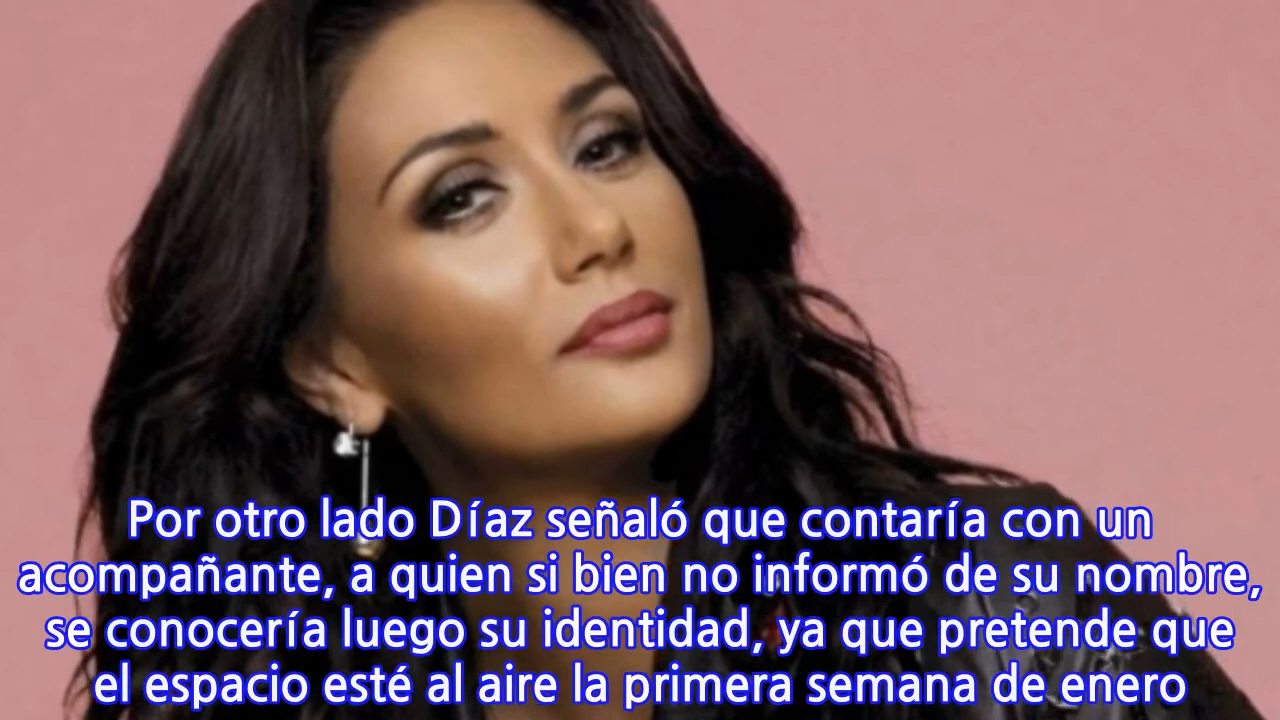 Por otro lado Díaz señaló que contaría con un
acompañante, a quien si bien no informó de su nombre,
se conocería luego su identidad, ya que pretende que
el espacio esté al aire la primera semana de enero